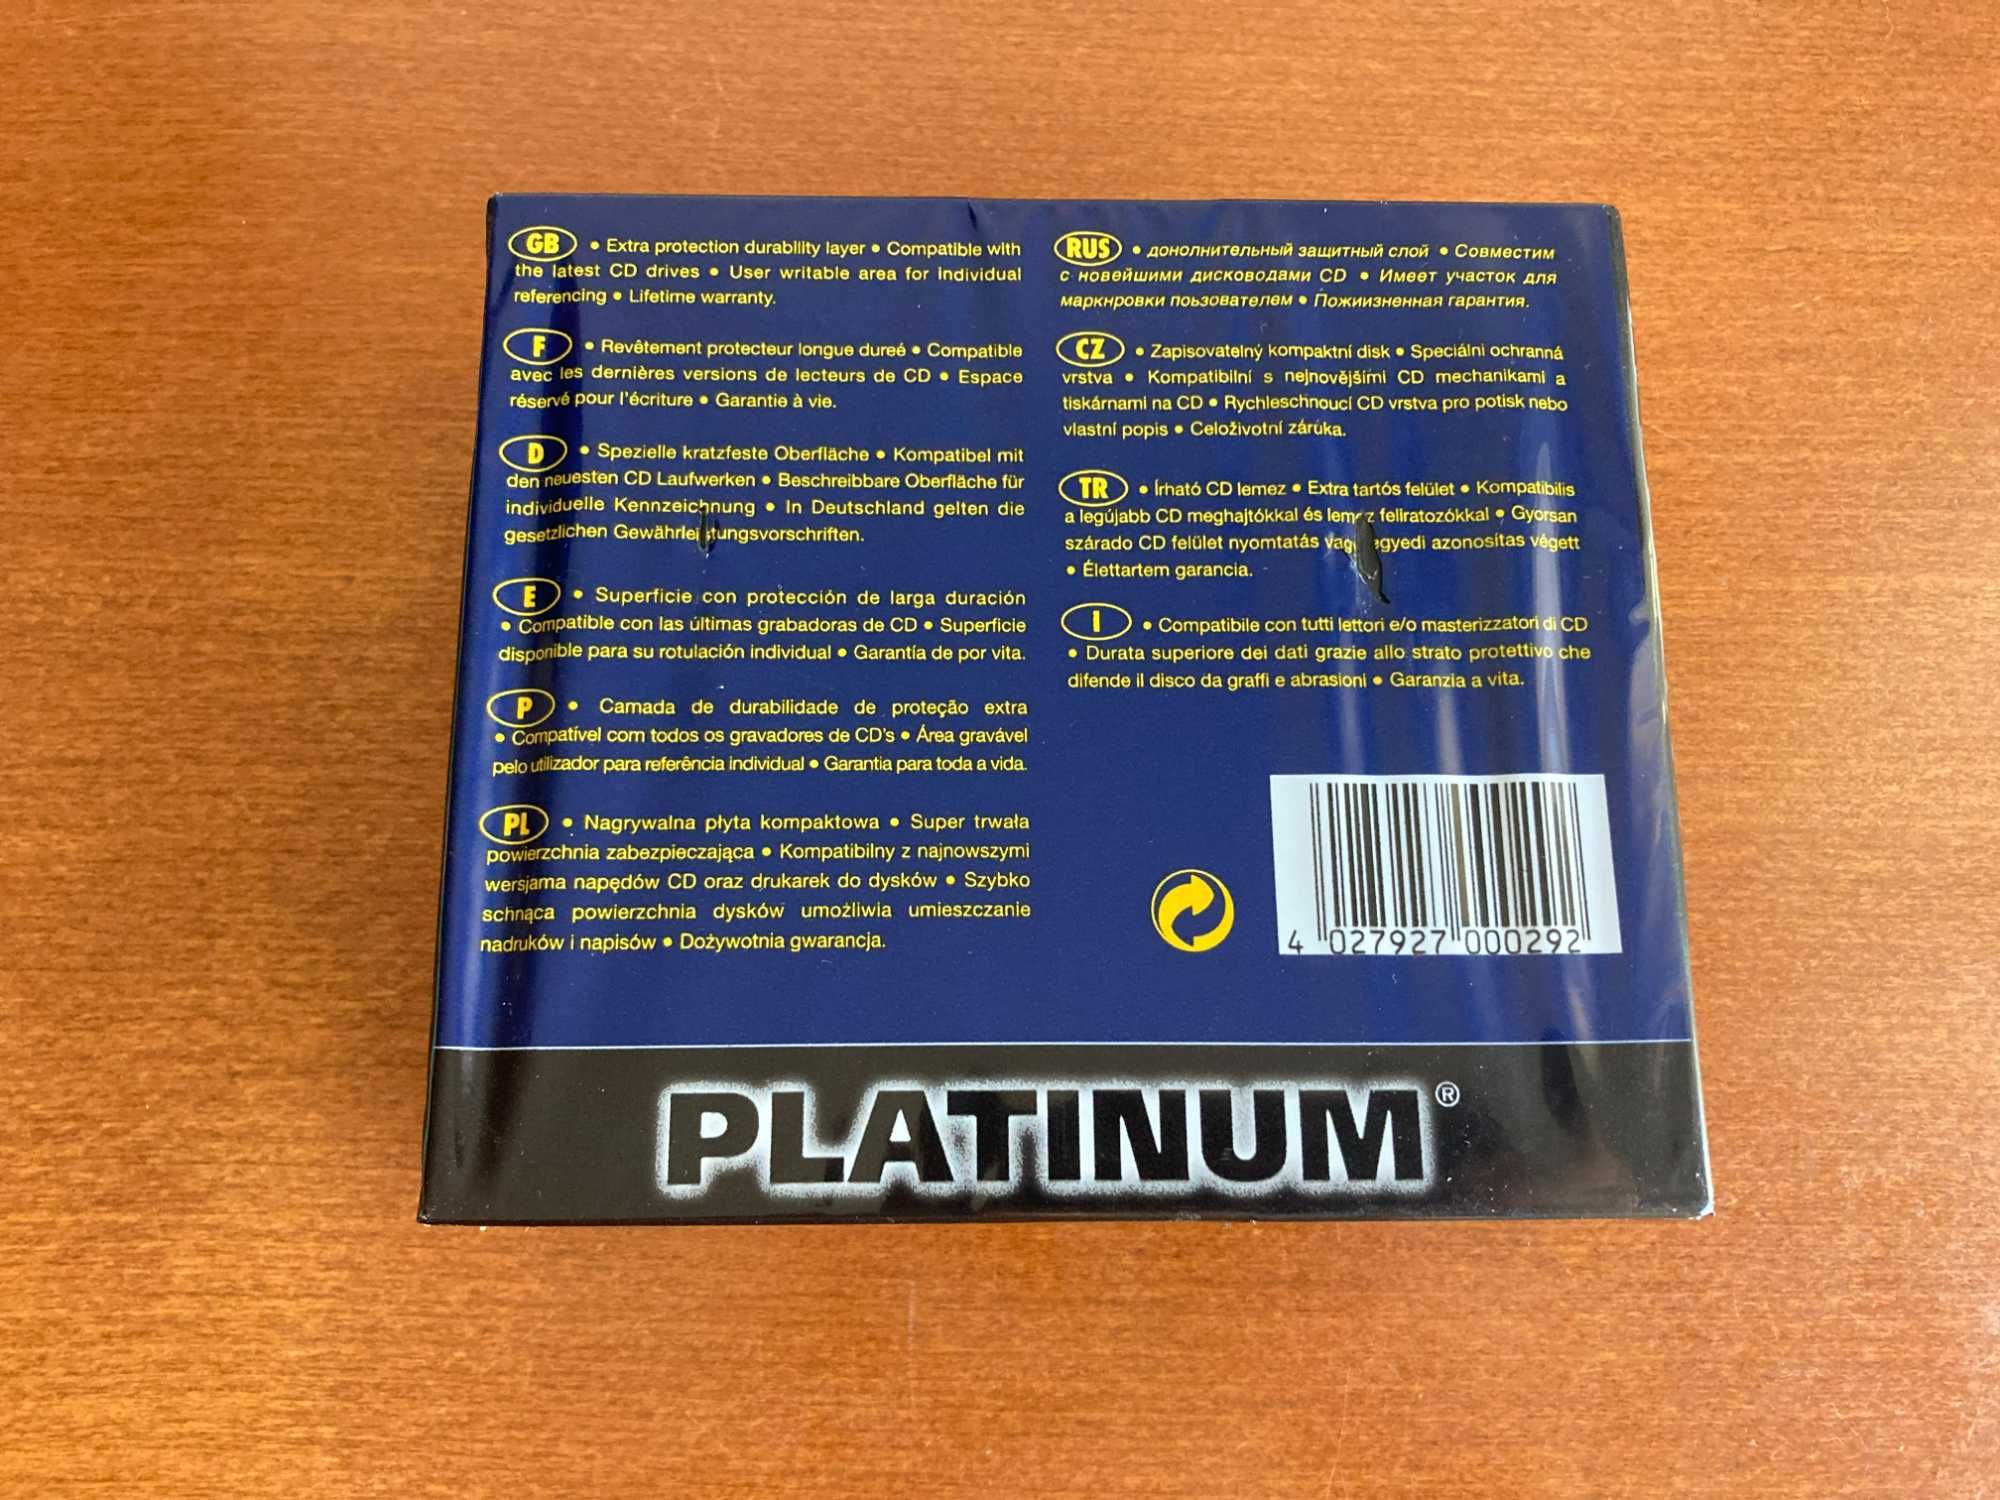 GB • Extra protection durability layer • Compatible with
the latest CD drives • User writable area for individual
referencing • Lifetime warranty.
F • Revêtement protecteur longue dureé • Compatible
avec les dernières versions de lecteurs de CD • Espace
réservé pour l'écriture • Garantie à vie.
D • Spezielle kratzfeste Oberfläche • Kompatibel mit
den neuesten CD Laufwerken • Beschreibbare Oberfläche für
individuelle Kennzeichnung • In Deutschland gelten die
gesetzlichen Gewährleistungsvorschriften.
E • Superficie con protección de larga duración
• Compatible con las últimas grabadoras de CD • Superficie
disponible para su rotulación individual • Garantía de por vita.
P • Camada de durabilidade de proteção extra
• Compatível com todos os gravadores de CD's • Área gravável
pelo utilizador para referência individual • Garantia para toda a vida.
PL • Nagrywalna płyta kompaktowa • Super trwała
powierzchnia zabezpieczająca • Kompatibilny z najnowszymi
wersjama napędów CD oraz drukarek do dysków • Szybko
schnąca powierzchnia dysków umożliwia umieszczanie
nadruków i napisów • Dożywotnia gwarancja.
RUS • донолнительный защитный слой • Совместим
с новейшими дисководами CD • Имеет участок для
маркнровки поьзователем • Пожиизненная гарантия.
CZ • Zapisovatelný kompaktní disk • Speciální ochranná
vrstva • Kompatibilní s nejnovějšími CD mechanikami a
tiskárnami na CD • Rychleschnoucí CD vrstva pro potisk nebo
vlastní popis • Celoživotní záruka.
TR • Írható CD lemez • Extra tartós felület • Kompatibilis
a legújabb CD meghajtókkal és lemez feliratozókkal • Gyorsan
szárado CD felület nyomtatás vagy egyedi azonosítas végett
• Élettartem garancia.
I • Compatibile con tutti lettori e/o masterizzatori di CD
• Durata superiore dei dati grazie allo strato protettivo che
difende il disco da graffi e abrasioni • Garanzia a vita.
4 027927 000292
PLATINUM®